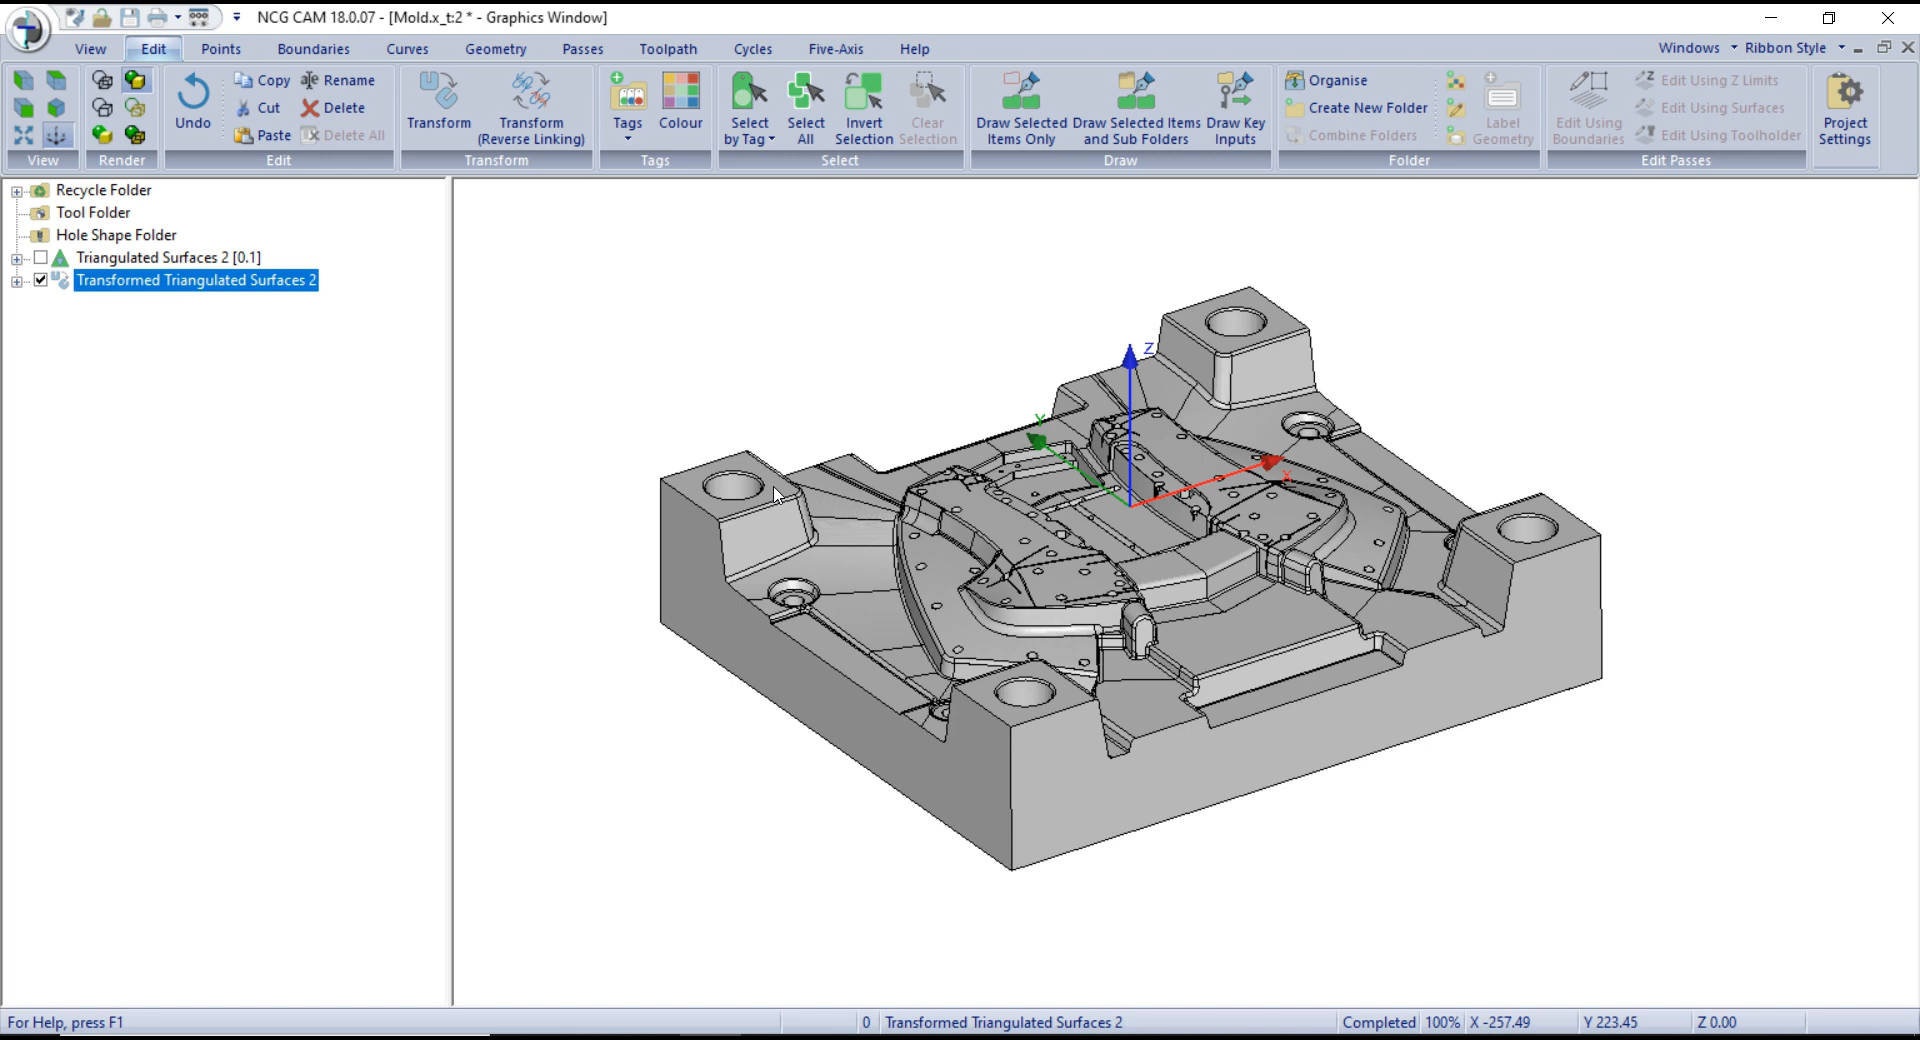 NCG CAM 18.0.07 - [Mold.x_t:2 * - Graphics Window]
View Edit Points Boundaries Curves Geometry Passes Toolpath Cycles Five-Axis Help Windows Ribbon Style
Undo
Copy
Cut
Paste
Rename
Delete
Delete All
Transform
Transform
(Reverse Linking)
Tags
Colour
Select
by Tag
Select
All
Invert
Selection
Clear
Selection
Draw Selected
Items Only
Draw Selected Items
and Sub Folders
Draw Key
Inputs
Organise
Create New Folder
Combine Folders
Label
Geometry
Edit Using
Boundaries
Edit Using Z Limits
Edit Using Surfaces
Edit Using Toolholder
Project
Settings
View Render Edit Transform Tags Select Draw Folder Edit Passes
Recycle Folder
Tool Folder
Hole Shape Folder
Triangulated Surfaces 2 [0.1]
Transformed Triangulated Surfaces 2
Z
Y
X
For Help, press F1 0 Transformed Triangulated Surfaces 2 Completed 100% X -257.49 Y 223.45 Z 0.00